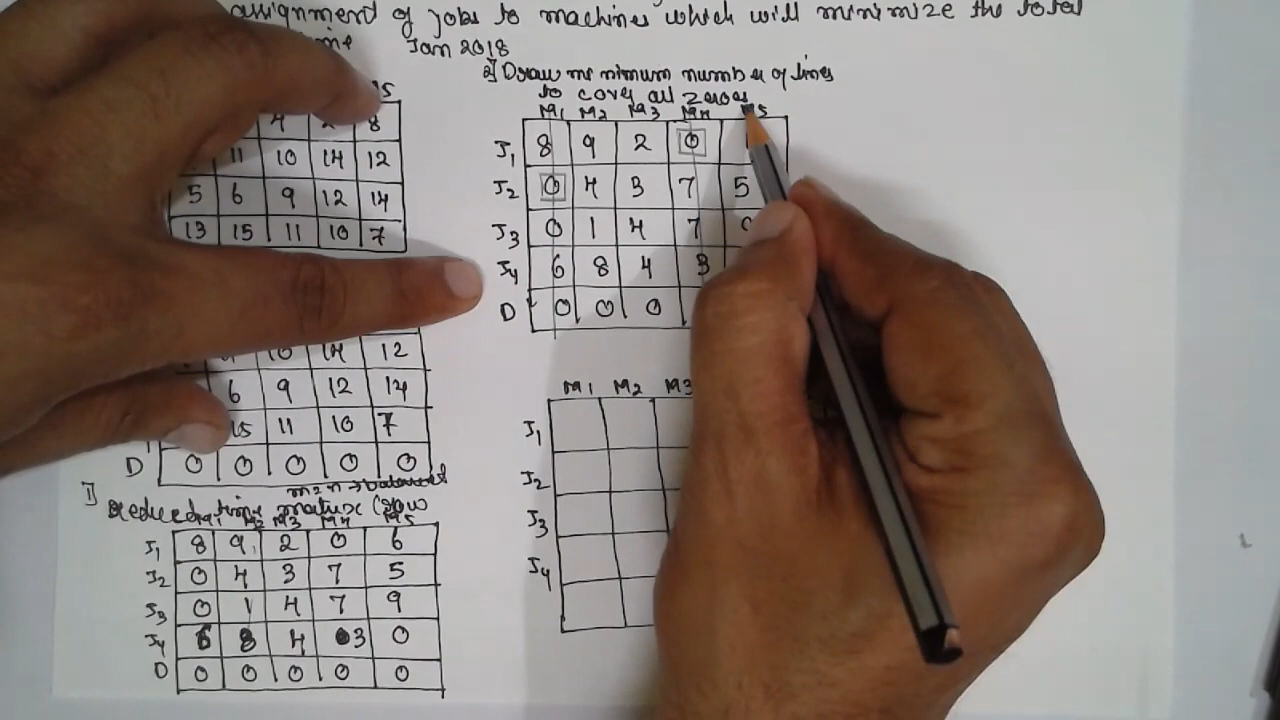 assignment of jobs to machines which will minimize the total
Jan 2018
8
11 10 14 12
5 6 9 12 14
13 15 11 10 7
10 14 12
6 9 12 14
15 11 10 7
D 0 0 0 0 0
m=n → balanced
1] Reduced time matrix (row
M2 M3 M4 M5
J1 8 9 2 0 6
J2 0 4 3 7 5
J3 0 1 4 7 9
J4 6 8 4 3 0
D 0 0 0 0 0
2] Draw minimum number of lines
to cover all zeroes
M1 M2 M3 M4 M5
J1 8 9 2 0
J2 0 4 3 7 5
J3 0 1 4 7
J4 6 8 4 3
D 0 0 0
M1 M2 M3
J1
J2
J3
J4